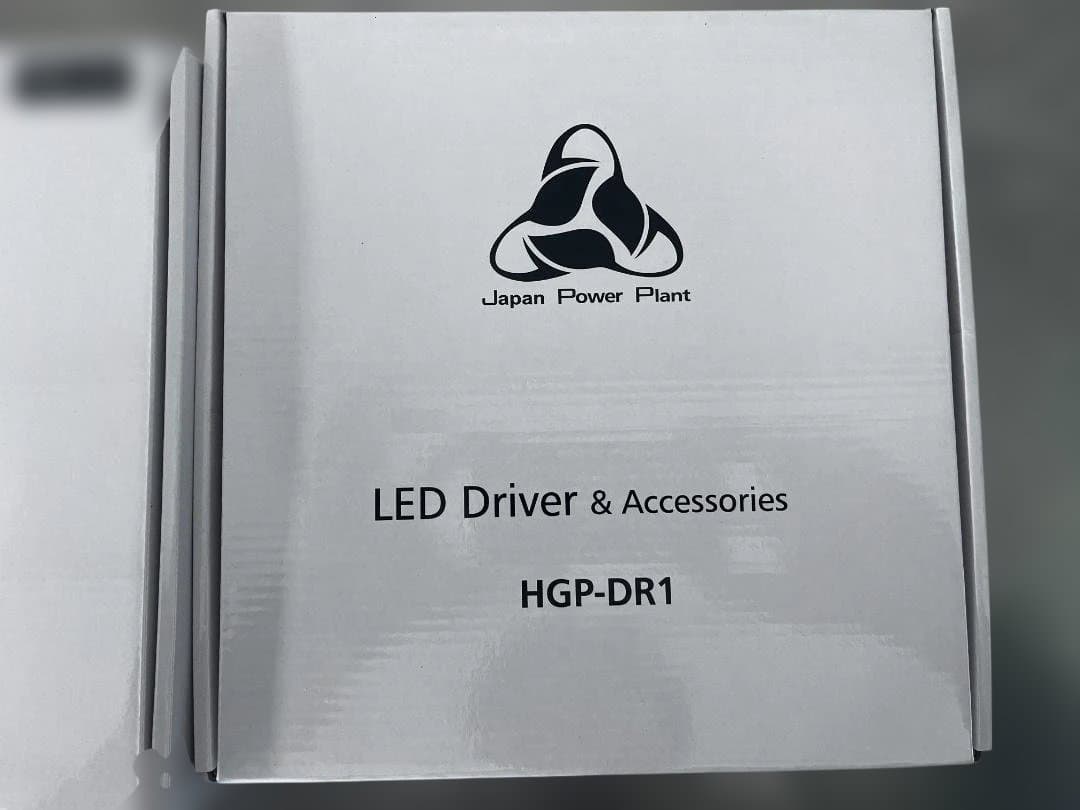 Japan Power Plant
LED Driver & Accessories
HGP-DR1